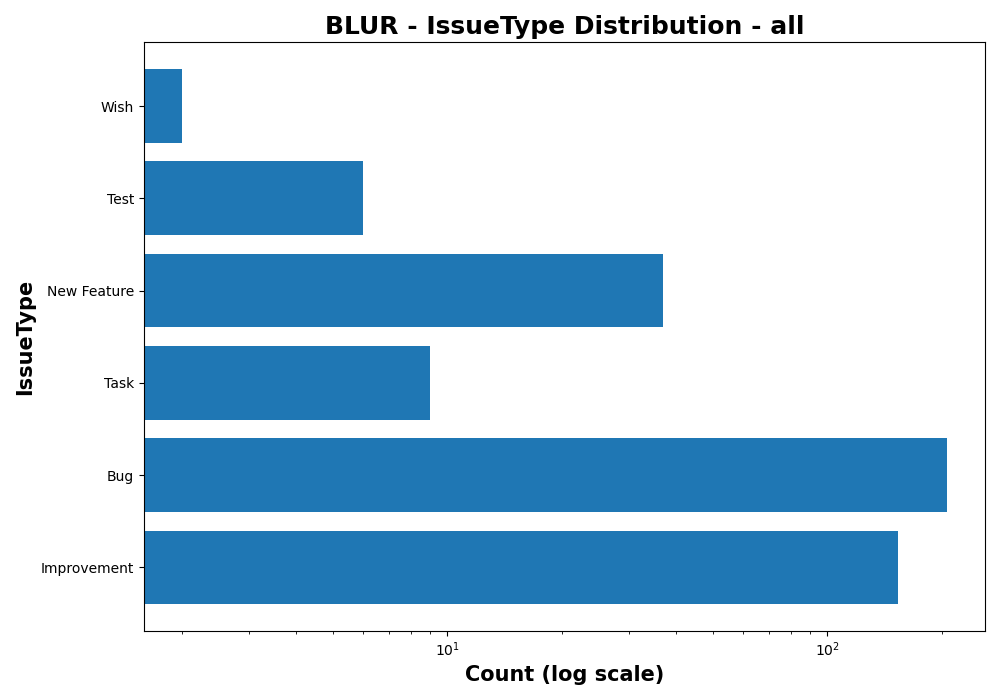 BLUR - IssueType Distribution - all
IssueType
Wish
Test
New Feature
Task
Bug
Improvement
10¹
10²
Count (log scale)